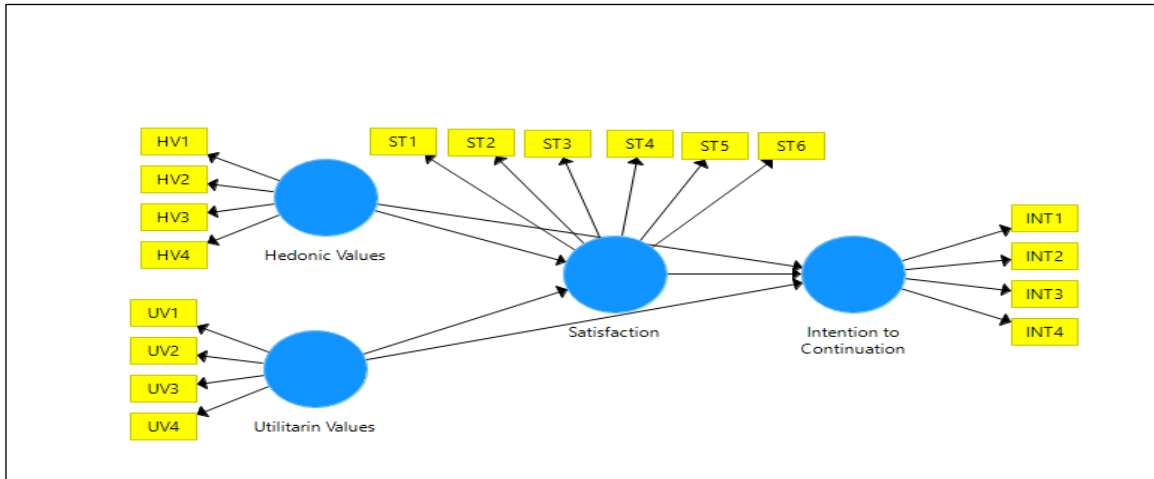 HV1
HV2
HV3
HV4
Hedonic Values
ST1
ST2
ST3
ST4
ST5
ST6
UV1
UV2
UV3
UV4
Utilitarin Values
Satisfaction
Intention to
Continuation
INT1
INT2
INT3
INT4